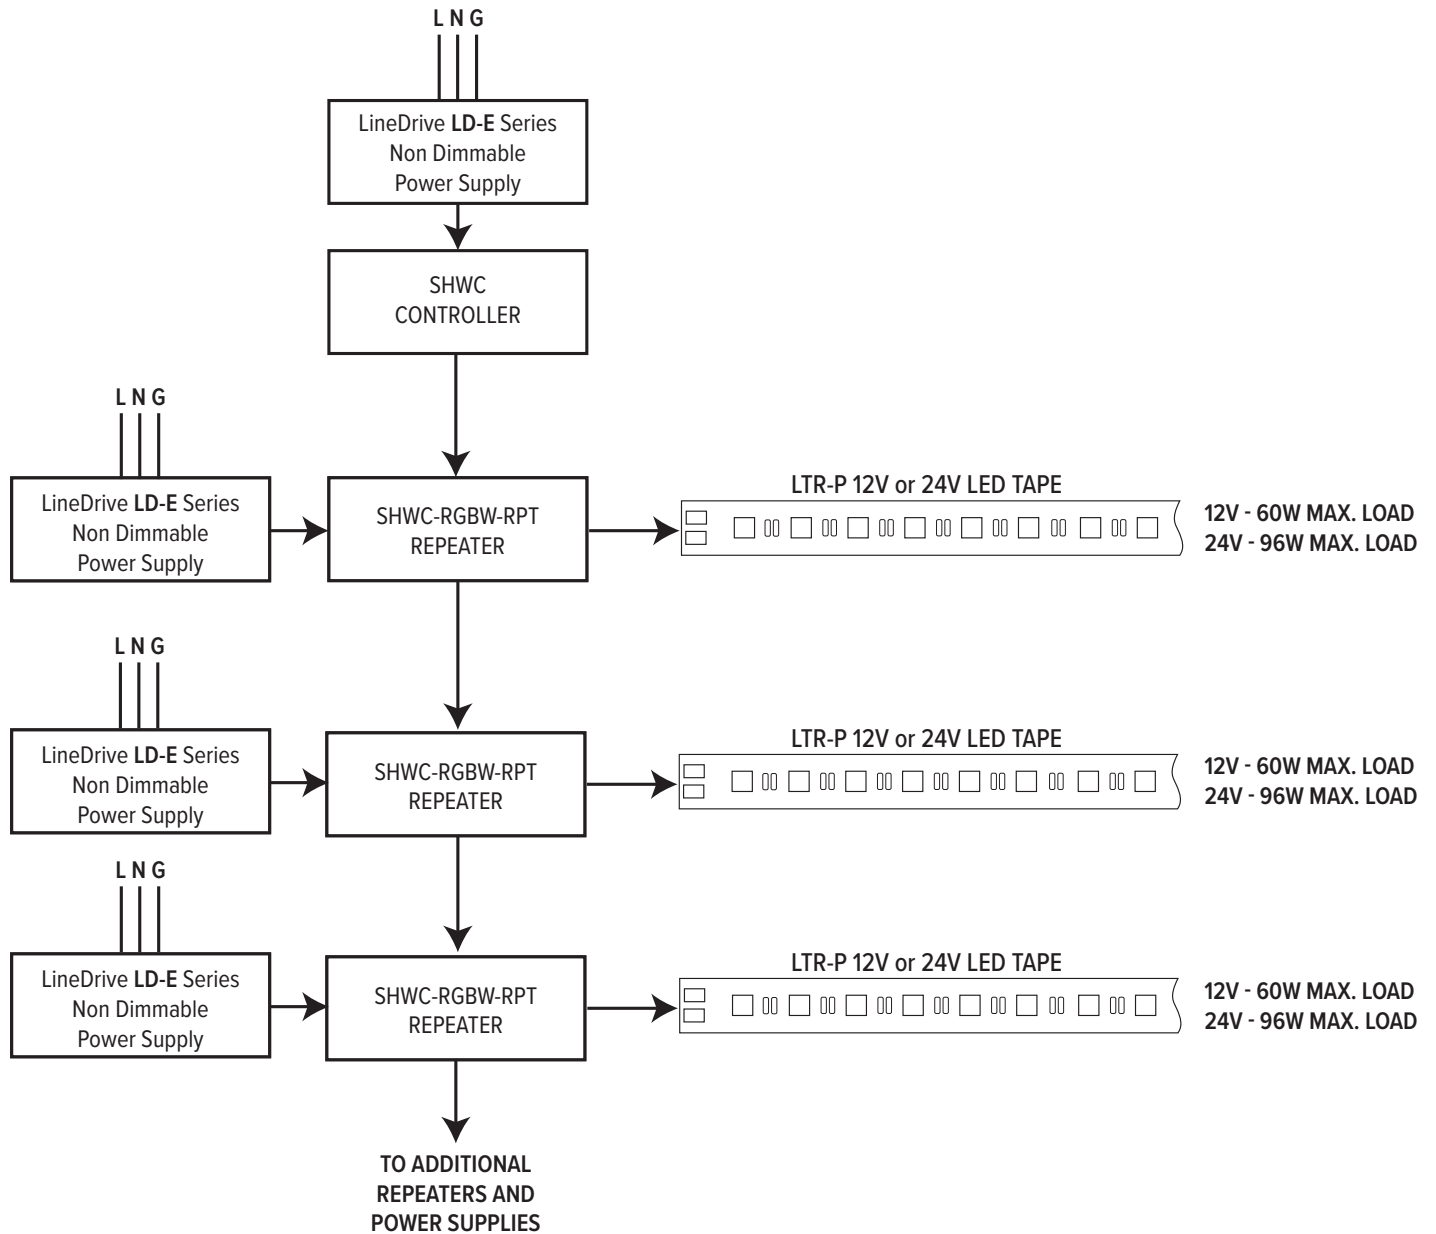 L N G
LineDrive LD-E Series
Non Dimmable
Power Supply
SHWC
CONTROLLER
L N G
LineDrive LD-E Series
Non Dimmable
Power Supply
SHWC-RGBW-RPT
REPEATER
LTR-P 12V or 24V LED TAPE
12V - 60W MAX. LOAD
24V - 96W MAX. LOAD
L N G
LineDrive LD-E Series
Non Dimmable
Power Supply
SHWC-RGBW-RPT
REPEATER
LTR-P 12V or 24V LED TAPE
12V - 60W MAX. LOAD
24V - 96W MAX. LOAD
L N G
LineDrive LD-E Series
Non Dimmable
Power Supply
SHWC-RGBW-RPT
REPEATER
LTR-P 12V or 24V LED TAPE
12V - 60W MAX. LOAD
24V - 96W MAX. LOAD
TO ADDITIONAL
REPEATERS AND
POWER SUPPLIES